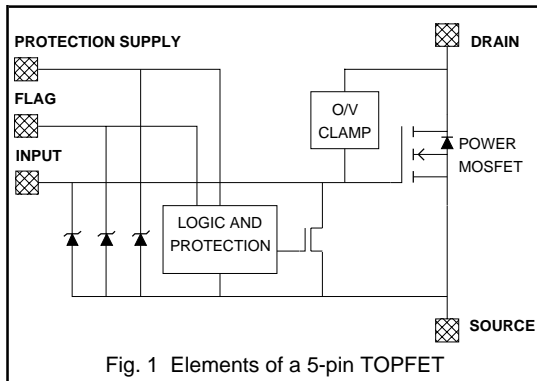 PROTECTION SUPPLY
DRAIN
FLAG
O/V
CLAMP
POWER
MOSFET
INPUT
LOGIC AND
PROTECTION
SOURCE
Fig. 1 Elements of a 5-pin TOPFET